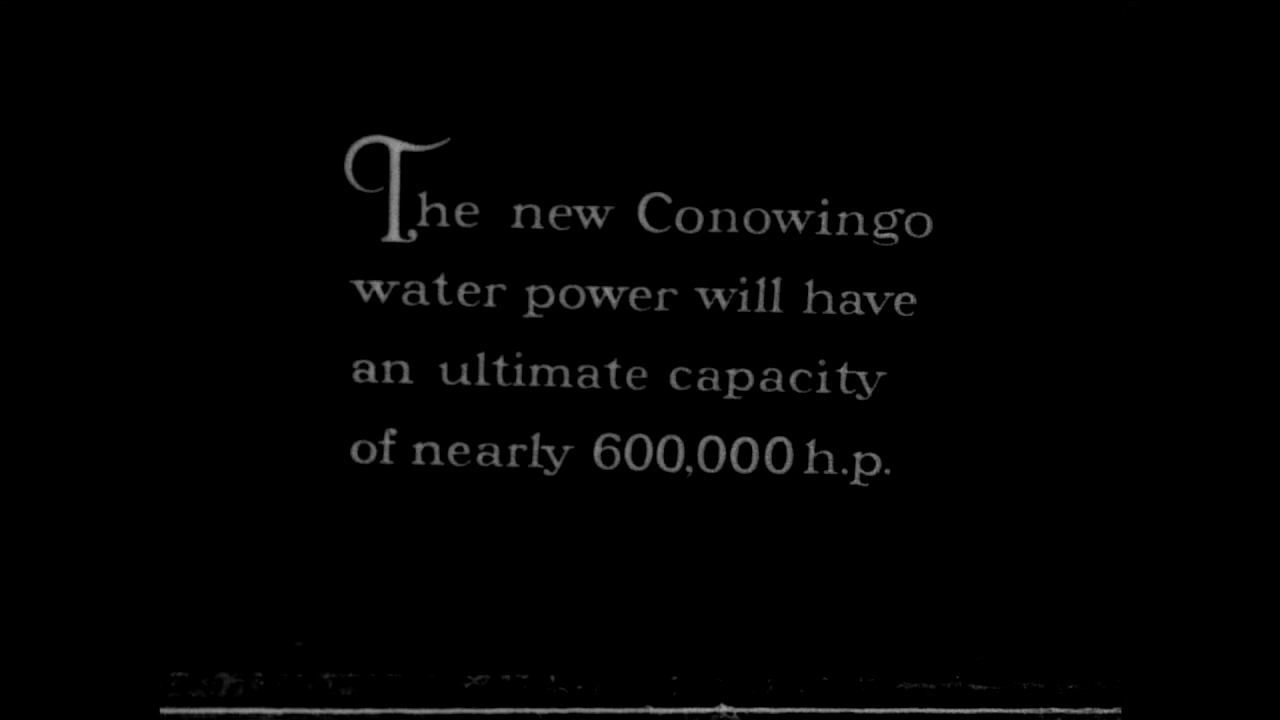 The new Conowingo
water power will have
an ultimate capacity
of nearly 600,000 h.p.